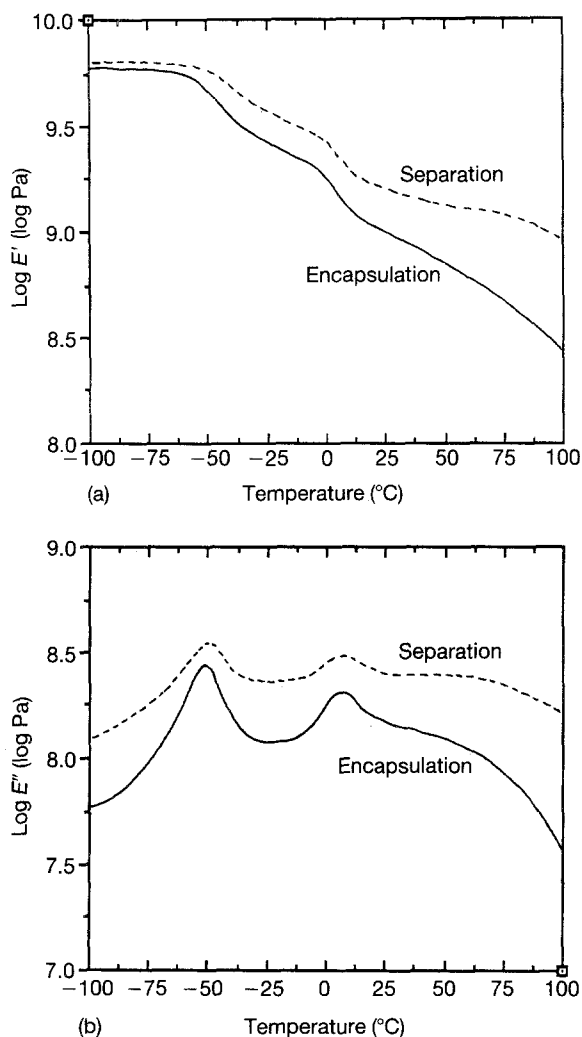 10.0
9.5
9.0
8.5
8.0
Log E′ (log Pa)
Separation
Encapsulation
−100 −75 −50 −25 0 25 50 75 100
(a) Temperature (°C)
9.0
8.5
8.0
7.5
7.0
Log E″ (log Pa)
Separation
Encapsulation
−100 −75 −50 −25 0 25 50 75 100
(b) Temperature (°C)